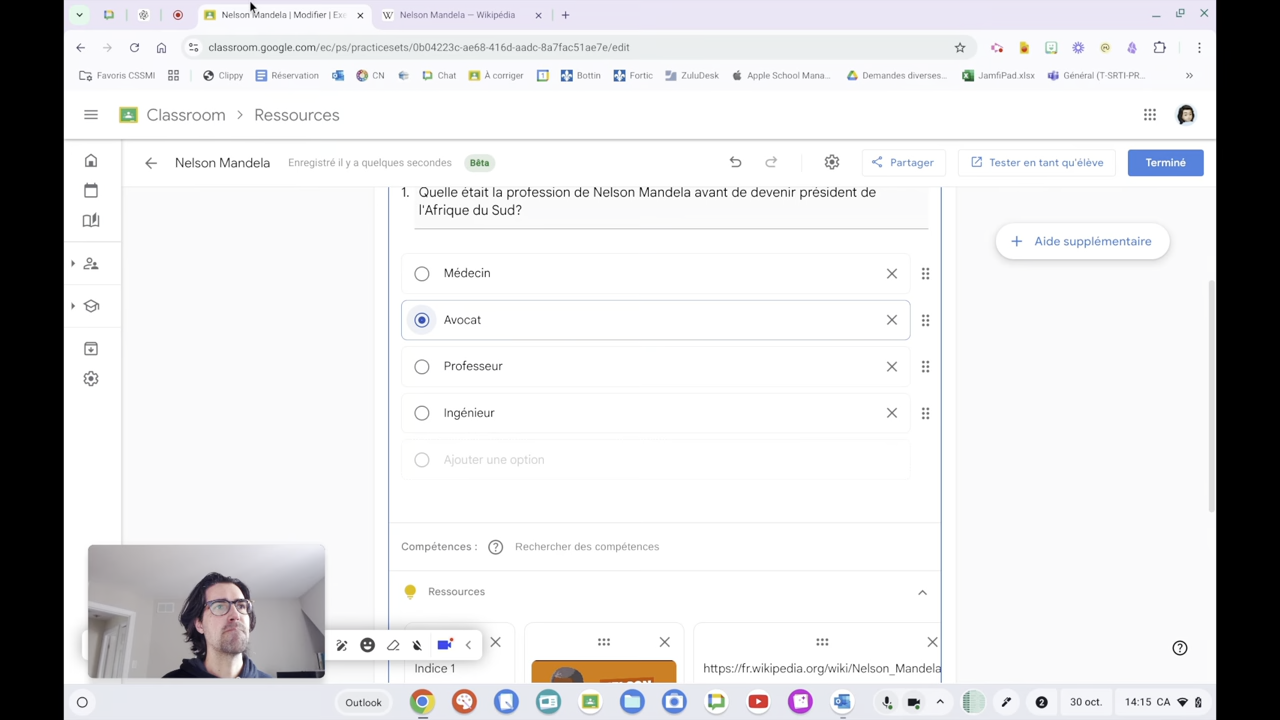 Nelson Mandela | Modifier | Exe
Nelson Mandela — Wikipédia
classroom.google.com/ec/ps/practicesets/0b04223c-ae68-416d-aadc-8a7fac51ae7e/edit
Favoris CSSMI
Clippy
Réservation
CN
Chat
À corriger
Bottin
Fortic
ZuluDesk
Apple School Mana...
Demandes diverses...
JamfiPad.xlsx
Général (T-SRTI-PR...
Classroom > Ressources
Nelson Mandela
Enregistré il y a quelques secondes
Bêta
Partager
Tester en tant qu'élève
Terminé
1. Quelle était la profession de Nelson Mandela avant de devenir président de
l'Afrique du Sud?
Aide supplémentaire
Médecin
Avocat
Professeur
Ingénieur
Ajouter une option
Compétences :
Rechercher des compétences
Ressources
Indice 1
https://fr.wikipedia.org/wiki/Nelson_Mandela
Outlook
30 oct.
14:15 CA